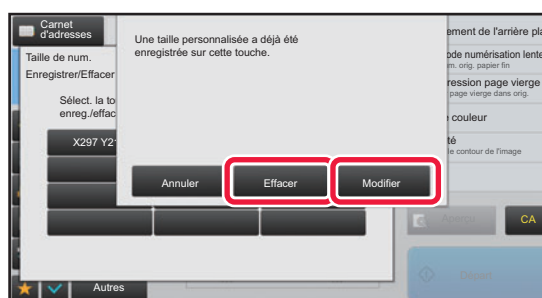 Carnet
d'adresses
Une taille personnalisée a déjà été
enregistrée sur cette touche.
Taille de num.
Enregistrer/Effacer
Sélect. la to
enreg./effac
X297 Y21
Annuler
Effacer
Modifier
Autres
ement de l'arrière pla
ode numérisation lente
m. orig. papier fin
ression page vierge
page vierge dans orig.
couleur
té
le contour de l'image
Aperçu
CA
Départ